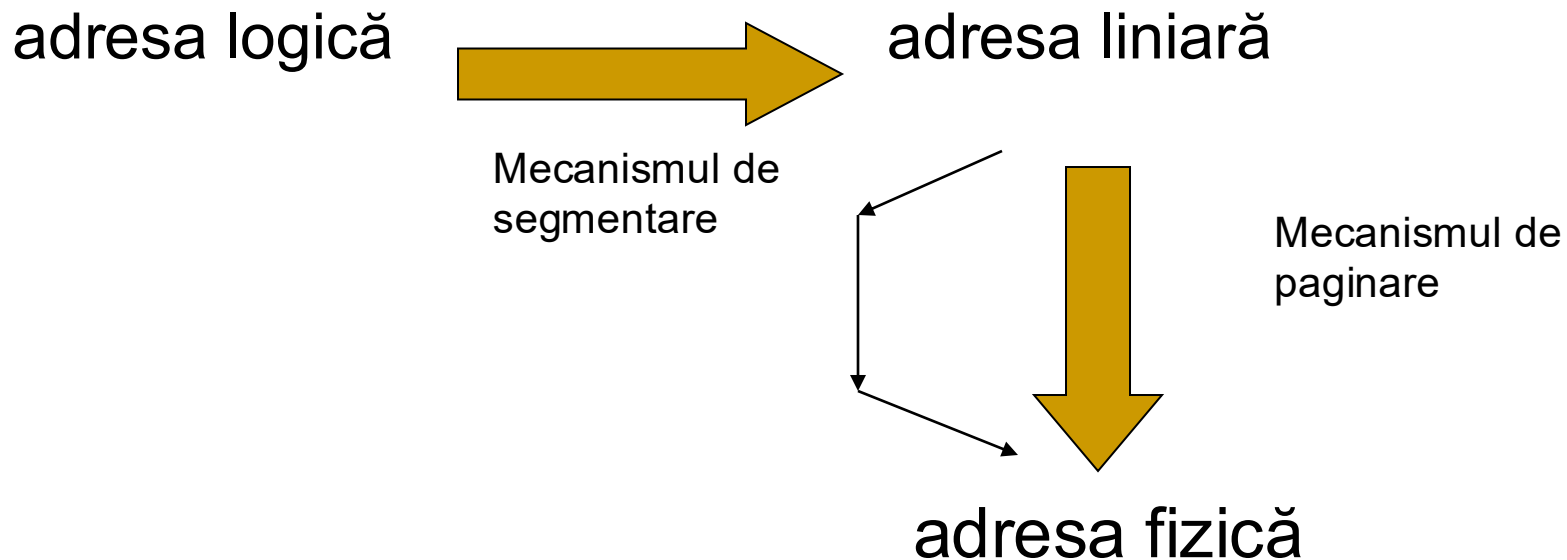 adresa logică
adresa liniară
Mecanismul de
segmentare
Mecanismul de
paginare
adresa fizică